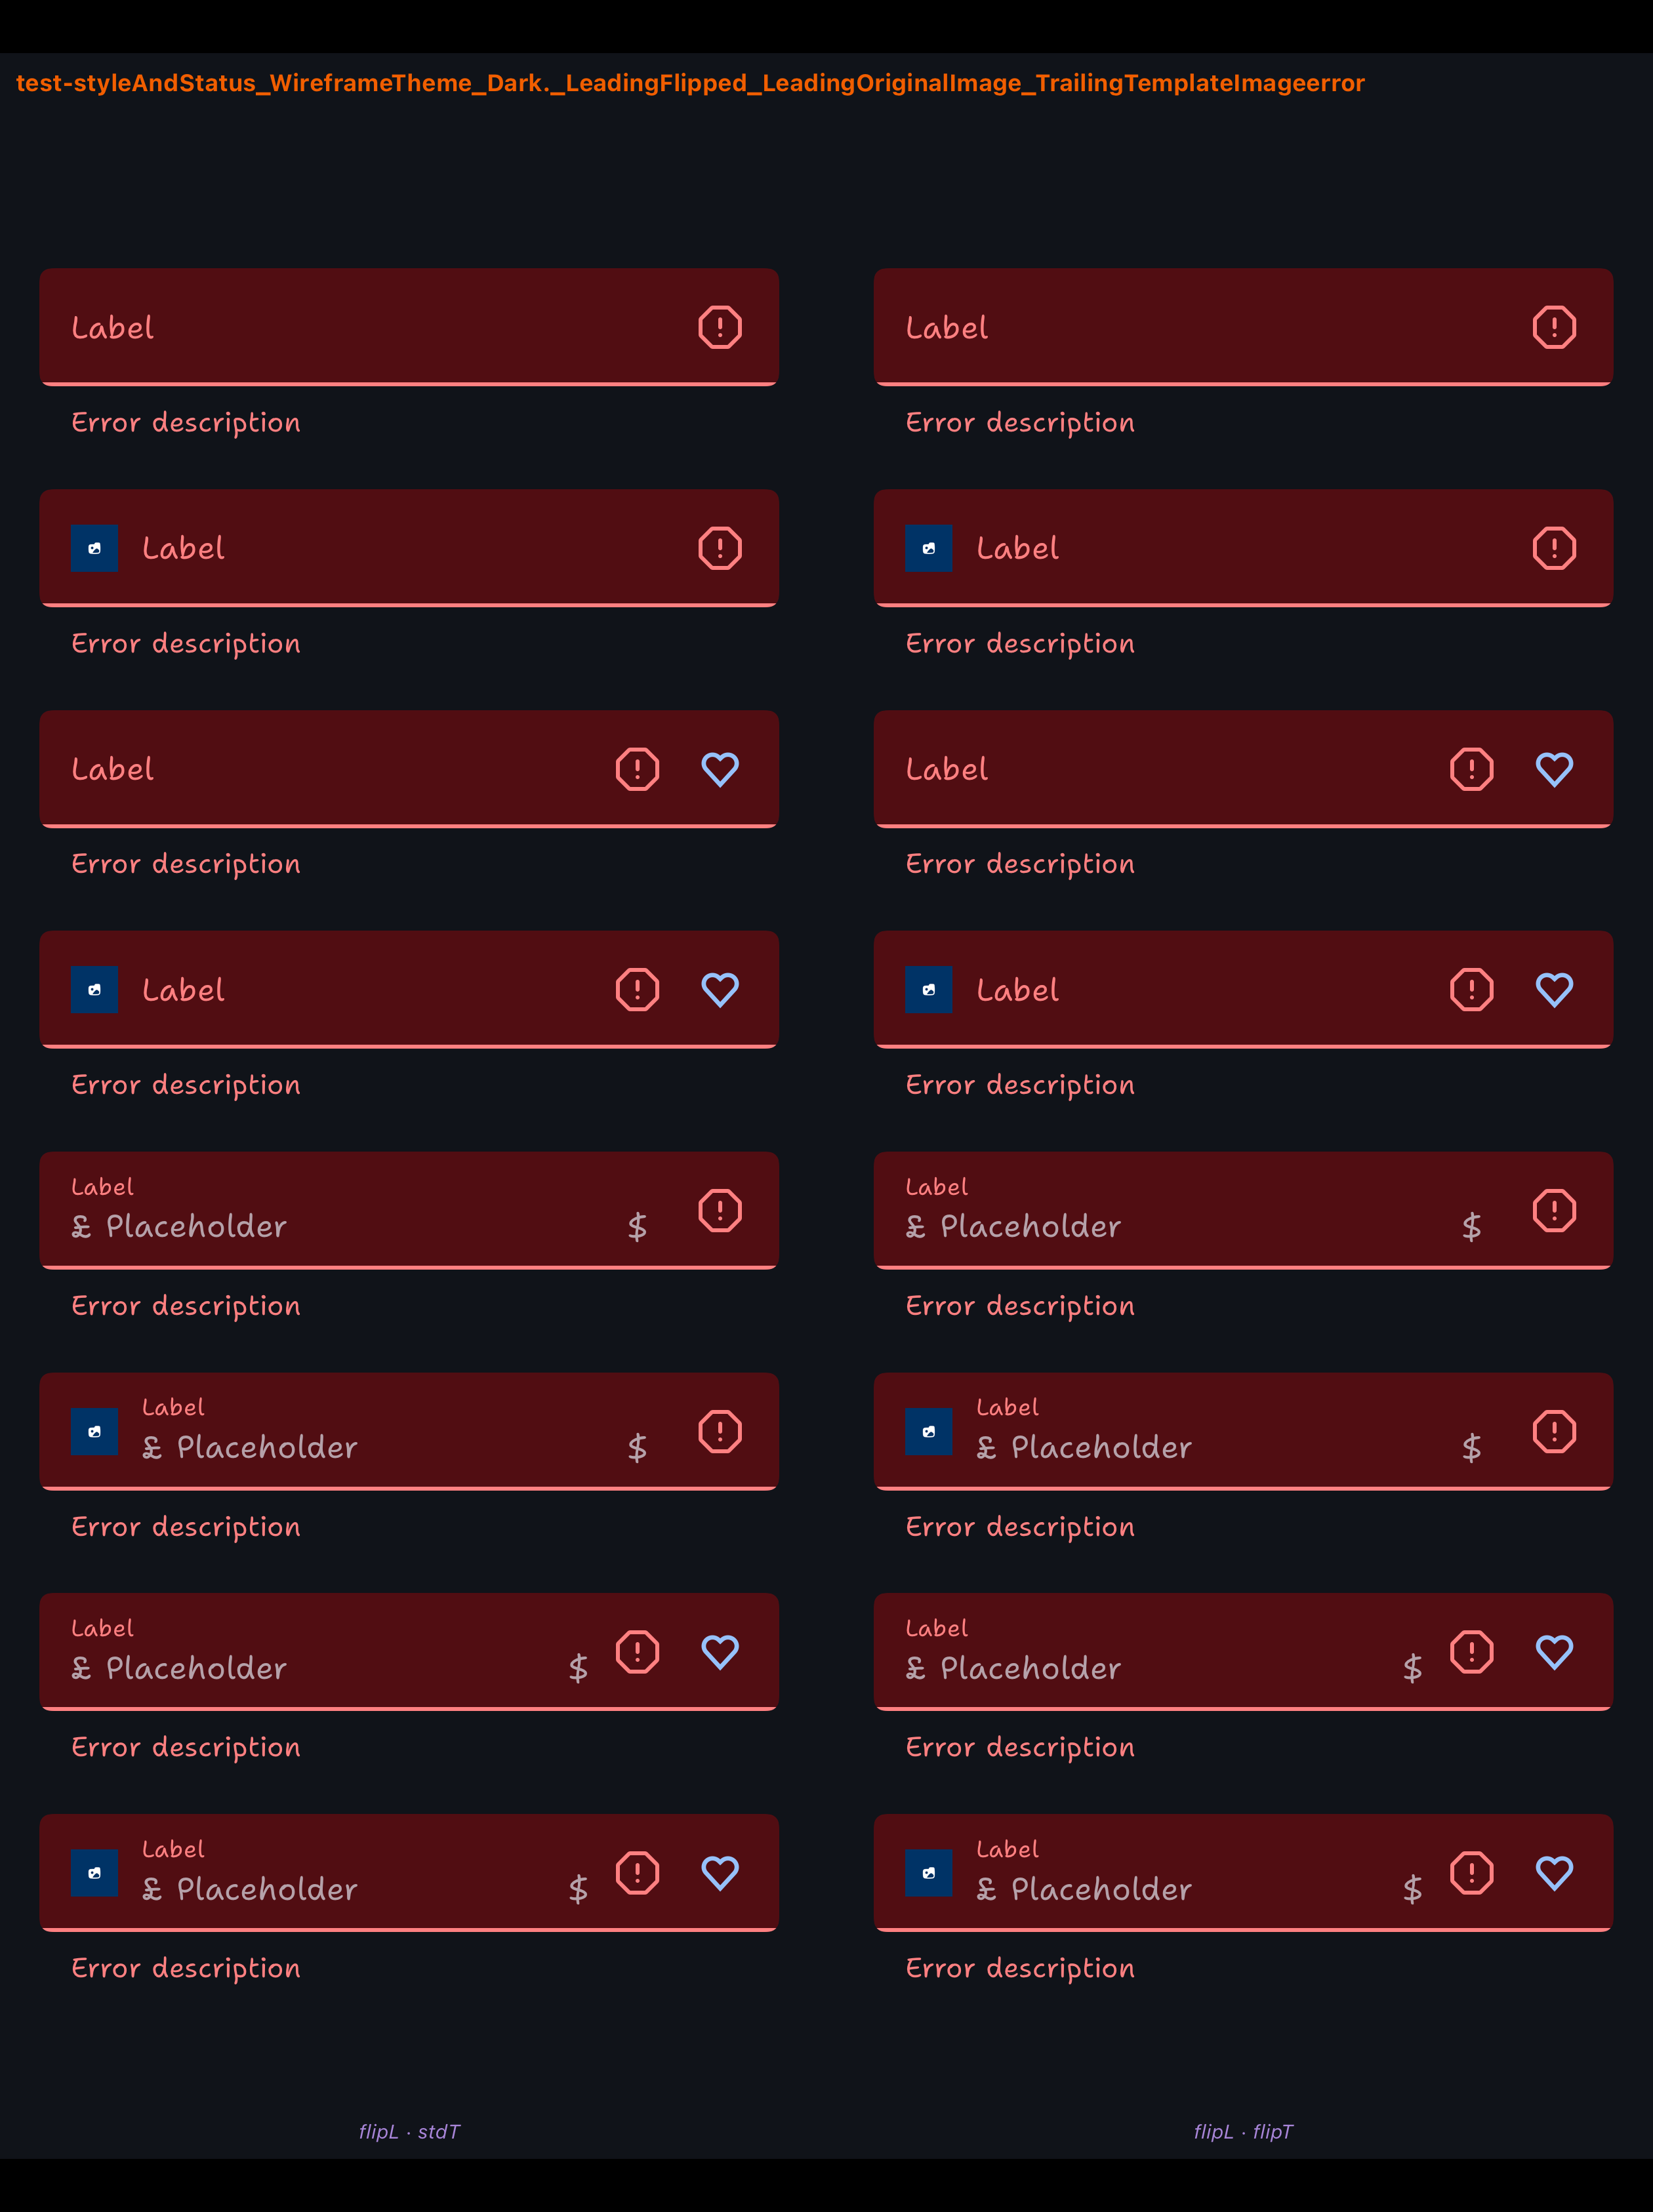 test-styleAndStatus_WireframeTheme_Dark._LeadingFlipped_LeadingOriginalImage_TrailingTemplateImageerror
Label
Error description
Label
Error description
Label
Error description
Label
Error description
Label
£ Placeholder $
Error description
Label
£ Placeholder $
Error description
Label
£ Placeholder $
Error description
Label
£ Placeholder $
Error description
flipL · stdT
Label
Error description
Label
Error description
Label
Error description
Label
Error description
Label
£ Placeholder $
Error description
Label
£ Placeholder $
Error description
Label
£ Placeholder $
Error description
Label
£ Placeholder $
Error description
flipL · flipT